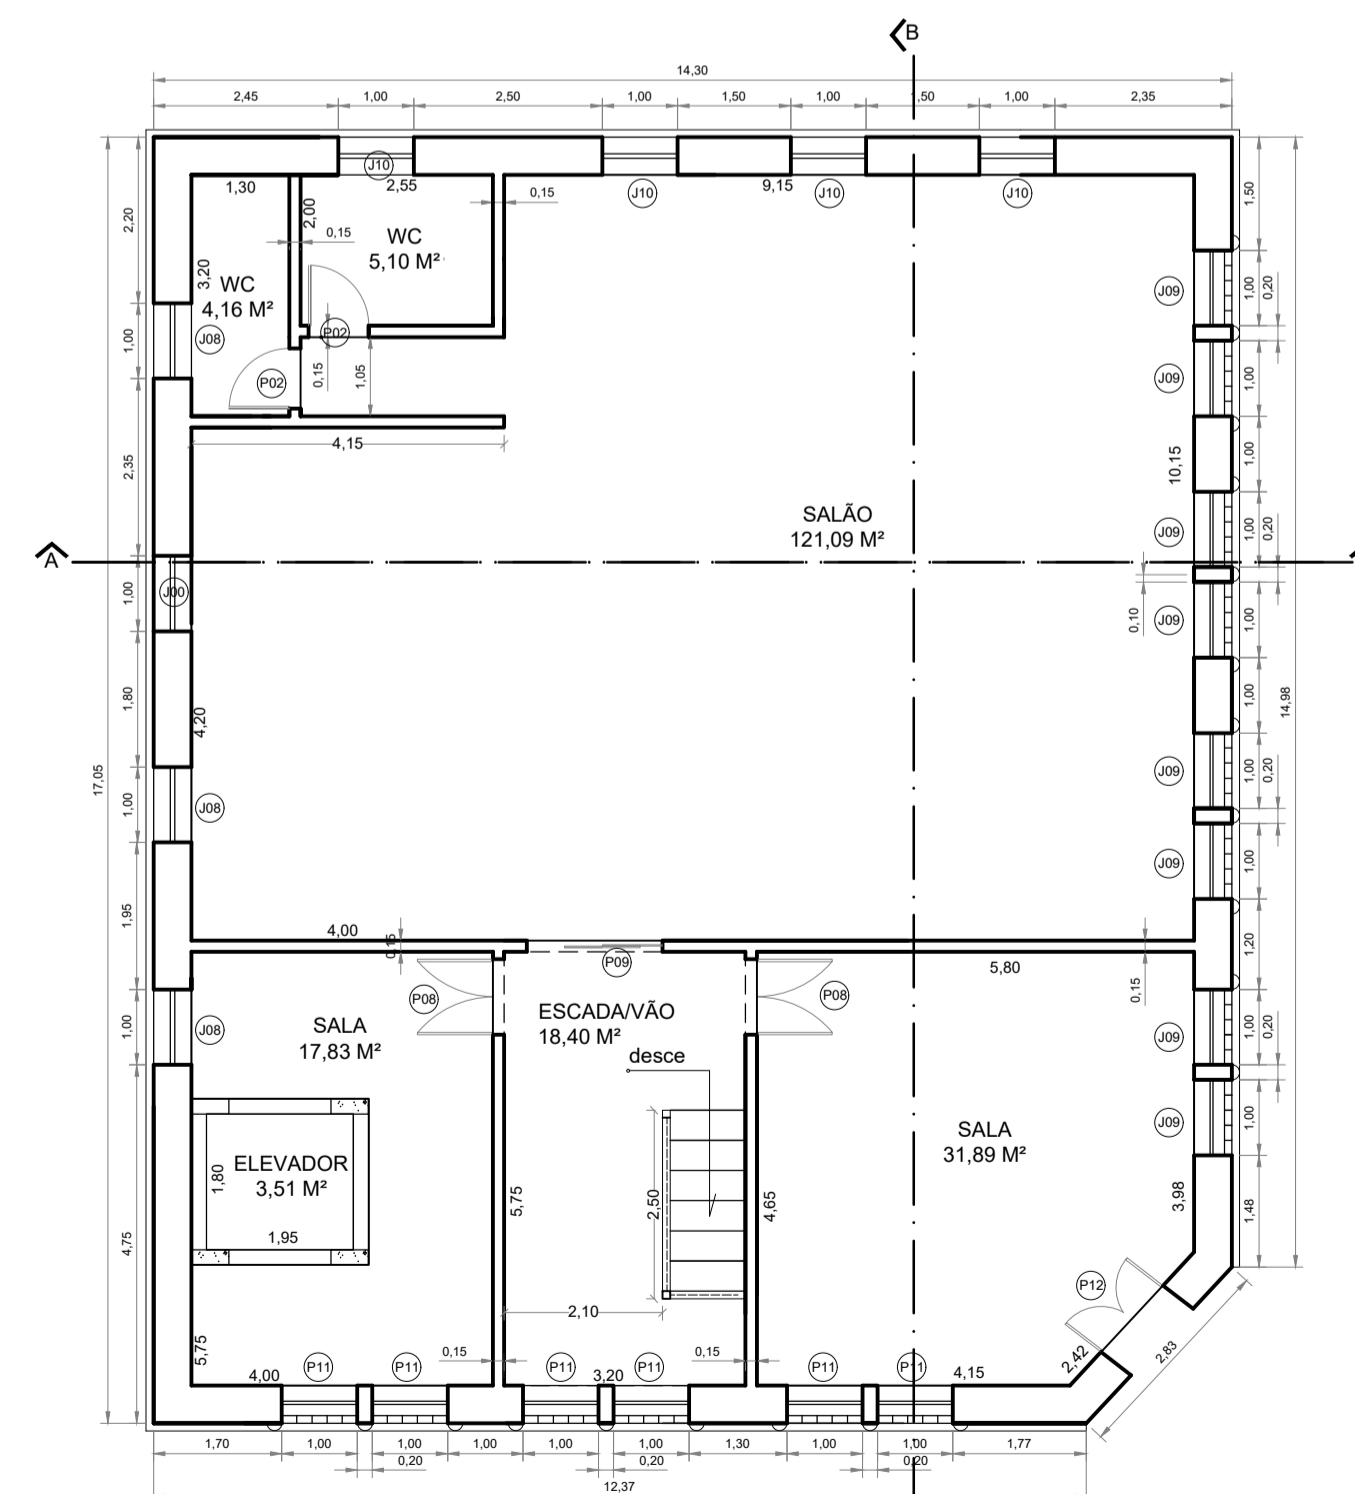 B
14,30
2,45
1,00
2,50
1,00
1,50
1,00
1,50
1,00
2,35
J10
J10
J10
J10
1,30
2,55
9,15
0,15
2,00
0,15
WC
5,10 M²
3,20
WC
4,16 M²
J08
P02
P02
0,15
1,05
4,15
2,20
1,00
2,35
1,00
1,80
1,00
1,95
1,00
4,75
17,05
1,50
1,00
0,20
1,00
1,00
1,00
0,20
1,00
1,00
1,00
0,20
1,00
1,20
1,00
0,20
1,00
1,48
14,98
J09
J09
10,15
J09
J09
J09
J09
J09
J09
SALÃO
121,09 M²
A
J00
0,10
4,20
J08
4,00
0,15
P09
5,80
0,15
P08
P08
J08
SALA
17,83 M²
ESCADA/VÃO
18,40 M²
desce
SALA
31,89 M²
ELEVADOR
3,51 M²
1,80
1,95
5,75
2,50
4,65
3,98
P12
2,10
5,75
0,15
0,15
2,42
2,83
4,00
P11
P11
P11
3,20
P11
P11
P11
4,15
1,70
1,00
0,20
1,00
1,00
1,00
0,20
1,00
1,30
1,00
0,20
1,00
1,77
12,37